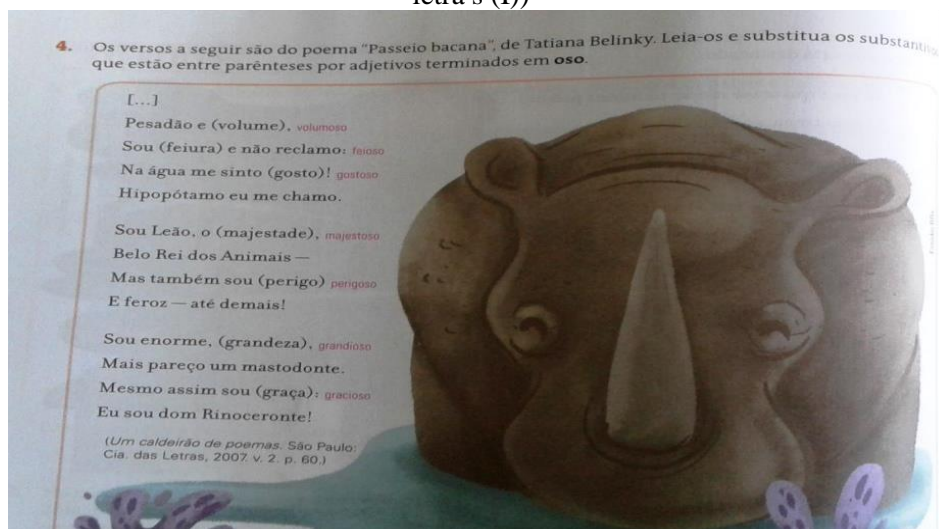 letra s (I))
4. Os versos a seguir são do poema "Passeio bacana", de Tatiana Belinky. Leia-os e substitua os
que estão entre parênteses por adjetivos terminados em oso.
[...]
Pesadão e (volume), volumoso
Sou (feiura) e não reclamo: feioso
Na água me sinto (gosto)! gostoso
Hipopótamo eu me chamo.
Sou Leão, o (majestade), majestoso
Belo Rei dos Animais —
Mas também sou (perigo) perigoso
E feroz — até demais!
Sou enorme, (grandeza), grandioso
Mais pareço um mastodonte.
Mesmo assim sou (graça): gracioso
Eu sou dom Rinoceronte!
(Um caldeirão de poemas. São Paulo:
Cia. das Letras, 2007. v. 2. p. 60.)